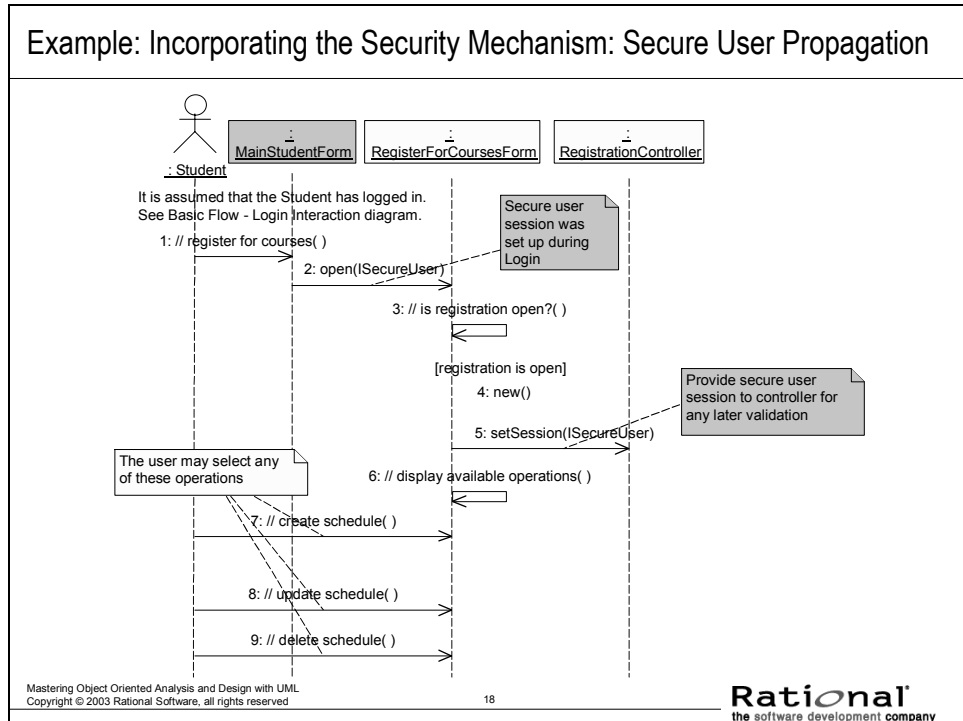 Example: Incorporating the Security Mechanism: Secure User Propagation
: Student
:
MainStudentForm
:
RegisterForCoursesForm
:
RegistrationController
It is assumed that the Student has logged in.
See Basic Flow - Login Interaction diagram.
Secure user
session was
set up during
Login
1: // register for courses( )
2: open(ISecureUser)
3: // is registration open?( )
[registration is open]
4: new()
Provide secure user
session to controller for
any later validation
5: setSession(ISecureUser)
The user may select any
of these operations
6: // display available operations( )
7: // create schedule( )
8: // update schedule( )
9: // delete schedule( )
Mastering Object Oriented Analysis and Design with UML
Copyright © 2003 Rational Software, all rights reserved
18
Rational
the software development company